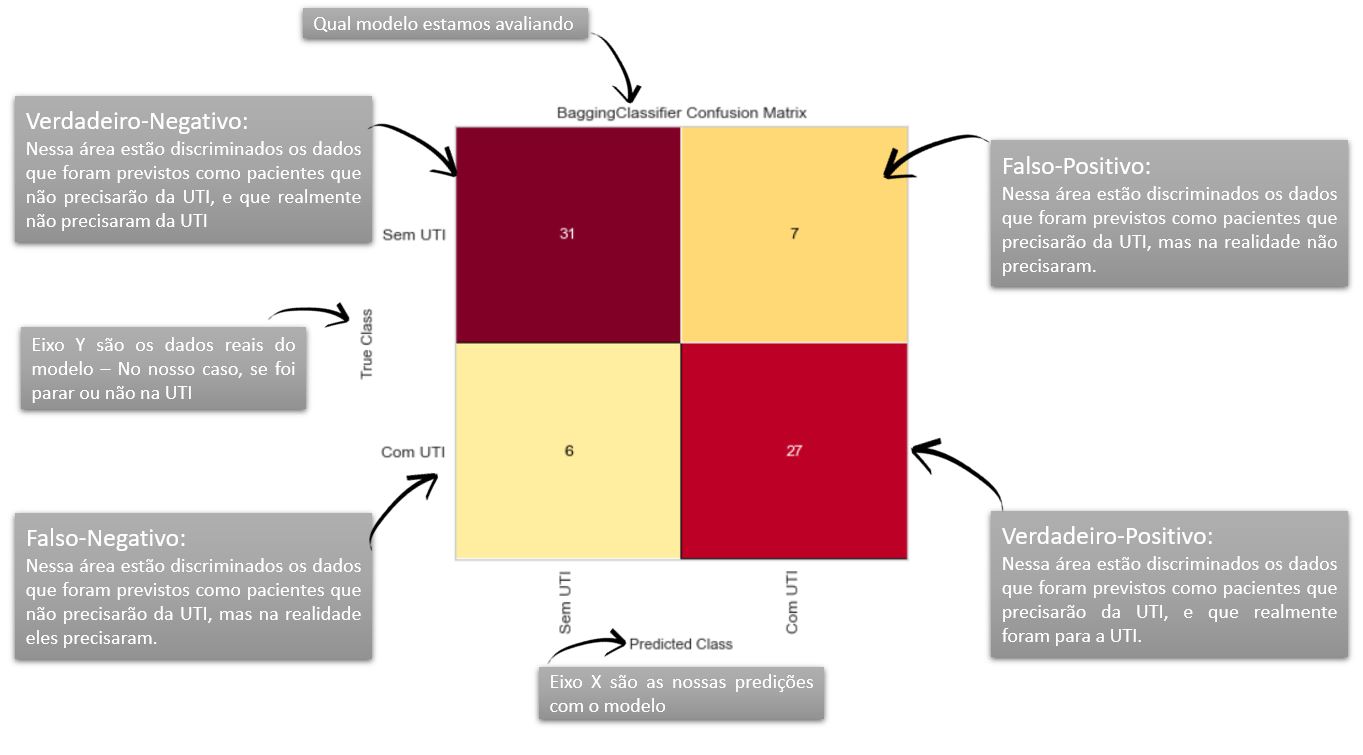 Qual modelo estamos avaliando
BaggingClassifier Confusion Matrix
Verdadeiro-Negativo:
Nessa área estão discriminados os dados
que foram previstos como pacientes que
não precisarão da UTI, e que realmente
não precisaram da UTI
Falso-Positivo:
Nessa área estão discriminados os dados
que foram previstos como pacientes que
precisarão da UTI, mas na realidade não
precisaram.
Sem UTI
31
7
True Class
Eixo Y são os dados reais do
modelo – No nosso caso, se foi
parar ou não na UTI
Com UTI
6
27
Falso-Negativo:
Nessa área estão discriminados os dados
que foram previstos como pacientes que
não precisarão da UTI, mas na realidade
eles precisaram.
Verdadeiro-Positivo:
Nessa área estão discriminados os dados
que foram previstos como pacientes que
precisarão da UTI, e que realmente
foram para a UTI.
Sem UTI
Com UTI
Predicted Class
Eixo X são as nossas predições
com o modelo